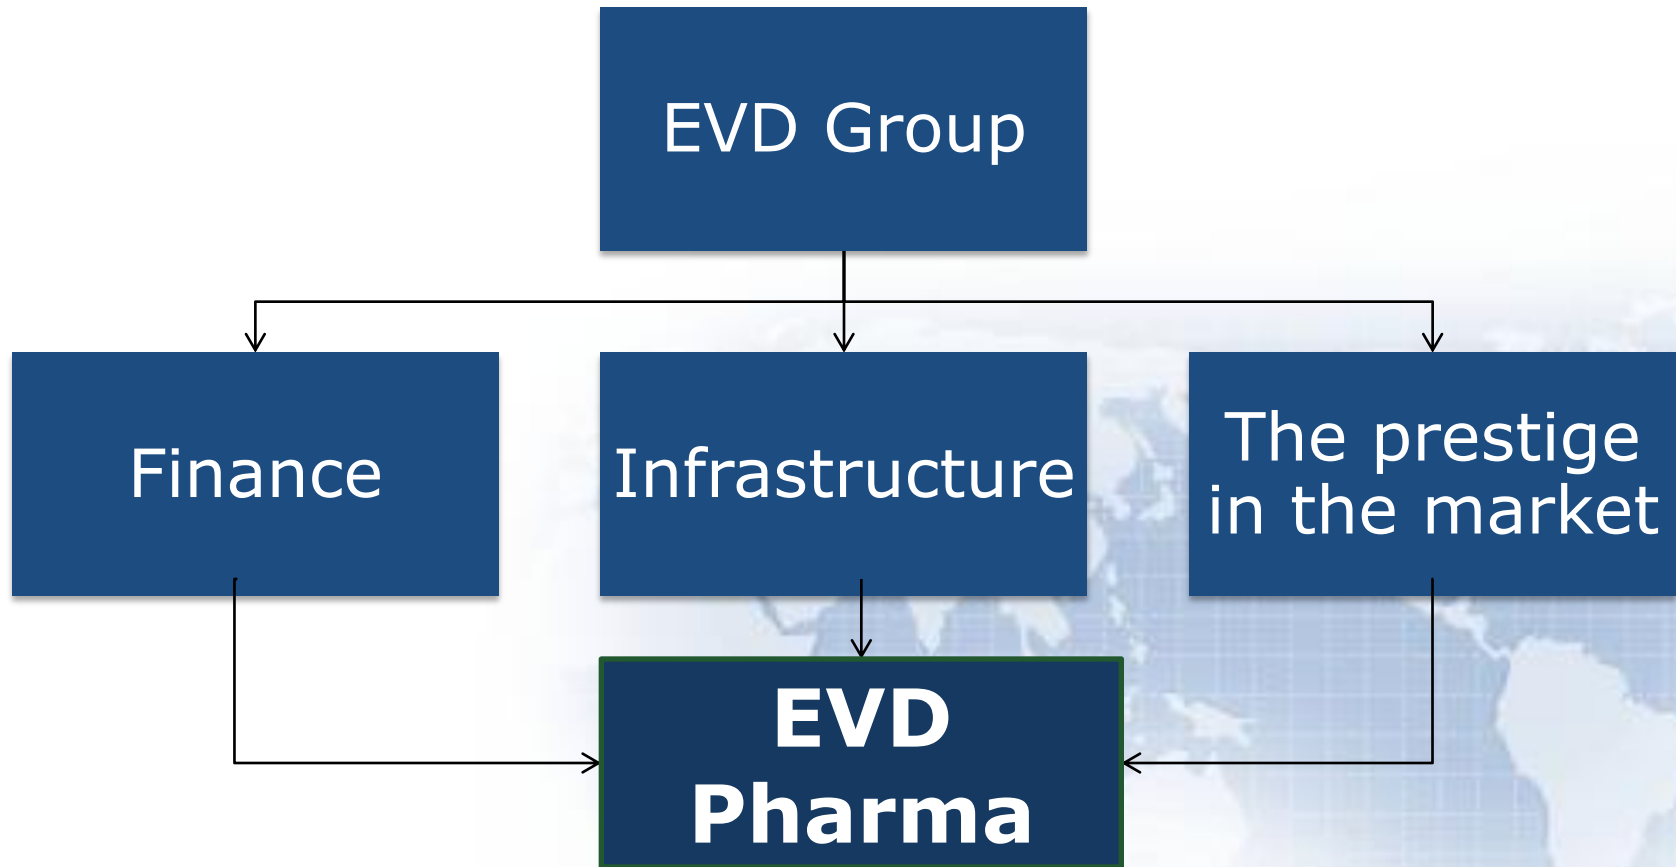 EVD Group
Finance
Infrastructure
The prestige
in the market
EVD
Pharma